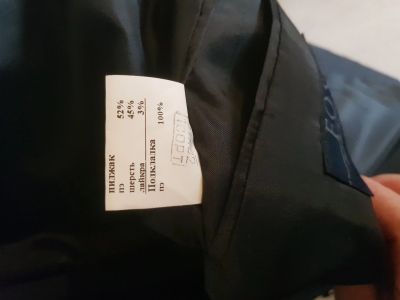 пиджак
пэ 52%
шерсть 45%
лайкра 3%
Подкладка
пэ 100%